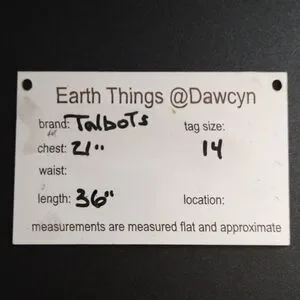 Earth Things @Dawcyn
brand: Talbots tag size:
chest: 21" 14
waist:
length: 36" location:
measurements are measured flat and approximate